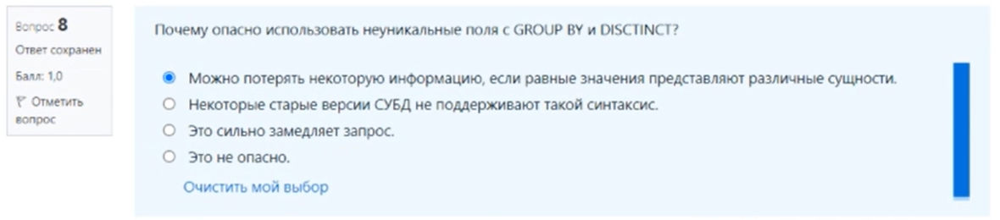 Вопрос 8
Ответ сохранен
Балл: 1,0
Отметить
вопрос
Почему опасно использовать неуникальные поля с GROUP BY и DISCTINCT?
Можно потерять некоторую информацию, если равные значения представляют различные сущности.
Некоторые старые версии СУБД не поддерживают такой синтаксис.
Это сильно замедляет запрос.
Это не опасно.
Очистить мой выбор